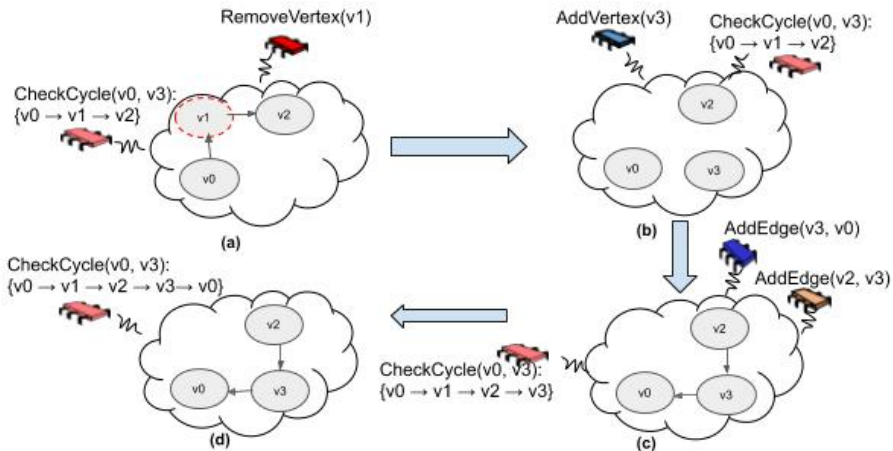 RemoveVertex(v1)
CheckCycle(v0, v3):
{v0 → v1 → v2}
v1
v2
v0
(a)
AddVertex(v3)
CheckCycle(v0, v3):
{v0 → v1 → v2}
v2
v0
v3
(b)
AddEdge(v3, v0)
AddEdge(v2, v3)
v2
v0
v3
CheckCycle(v0, v3):
{v0 → v1 → v2 → v3}
(c)
CheckCycle(v0, v3):
{v0 → v1 → v2 → v3→ v0}
v2
v0
v3
(d)